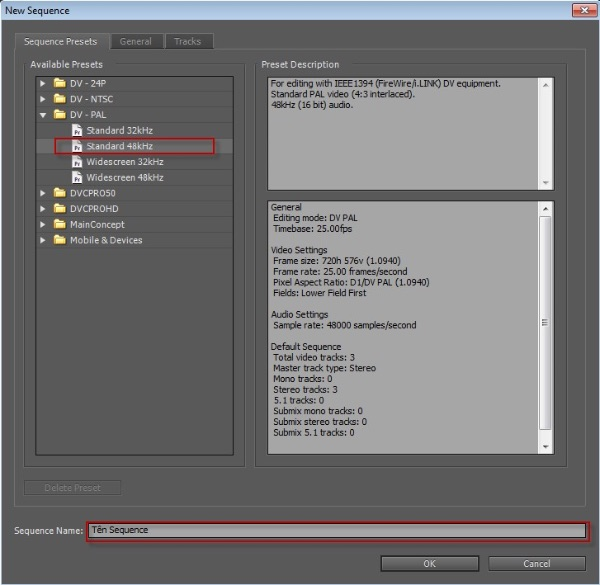 New Sequence
Sequence Presets
General
Tracks
Available Presets
DV - 24P
DV - NTSC
DV - PAL
Standard 32kHz
Standard 48kHz
Widescreen 32kHz
Widescreen 48kHz
DVCPRO50
DVCPROHD
MainConcept
Mobile & Devices
Delete Preset
Preset Description
For editing with IEEE1394 (FireWire/i.LINK) DV equipment.
Standard PAL video (4:3 interlaced).
48kHz (16 bit) audio.
General
Editing mode: DV PAL
Timebase: 25.00fps
Video Settings
Frame size: 720h 576v (1.0940)
Frame rate: 25.00 frames/second
Pixel Aspect Ratio: D1/DV PAL (1.0940)
Fields: Lower Field First
Audio Settings
Sample rate: 48000 samples/second
Default Sequence
Total video tracks: 3
Master track type: Stereo
Mono tracks: 0
Stereo tracks: 3
5.1 tracks: 0
Submix mono tracks: 0
Submix stereo tracks: 0
Submix 5.1 tracks: 0
Sequence Name: Tên Sequence
OK
Cancel